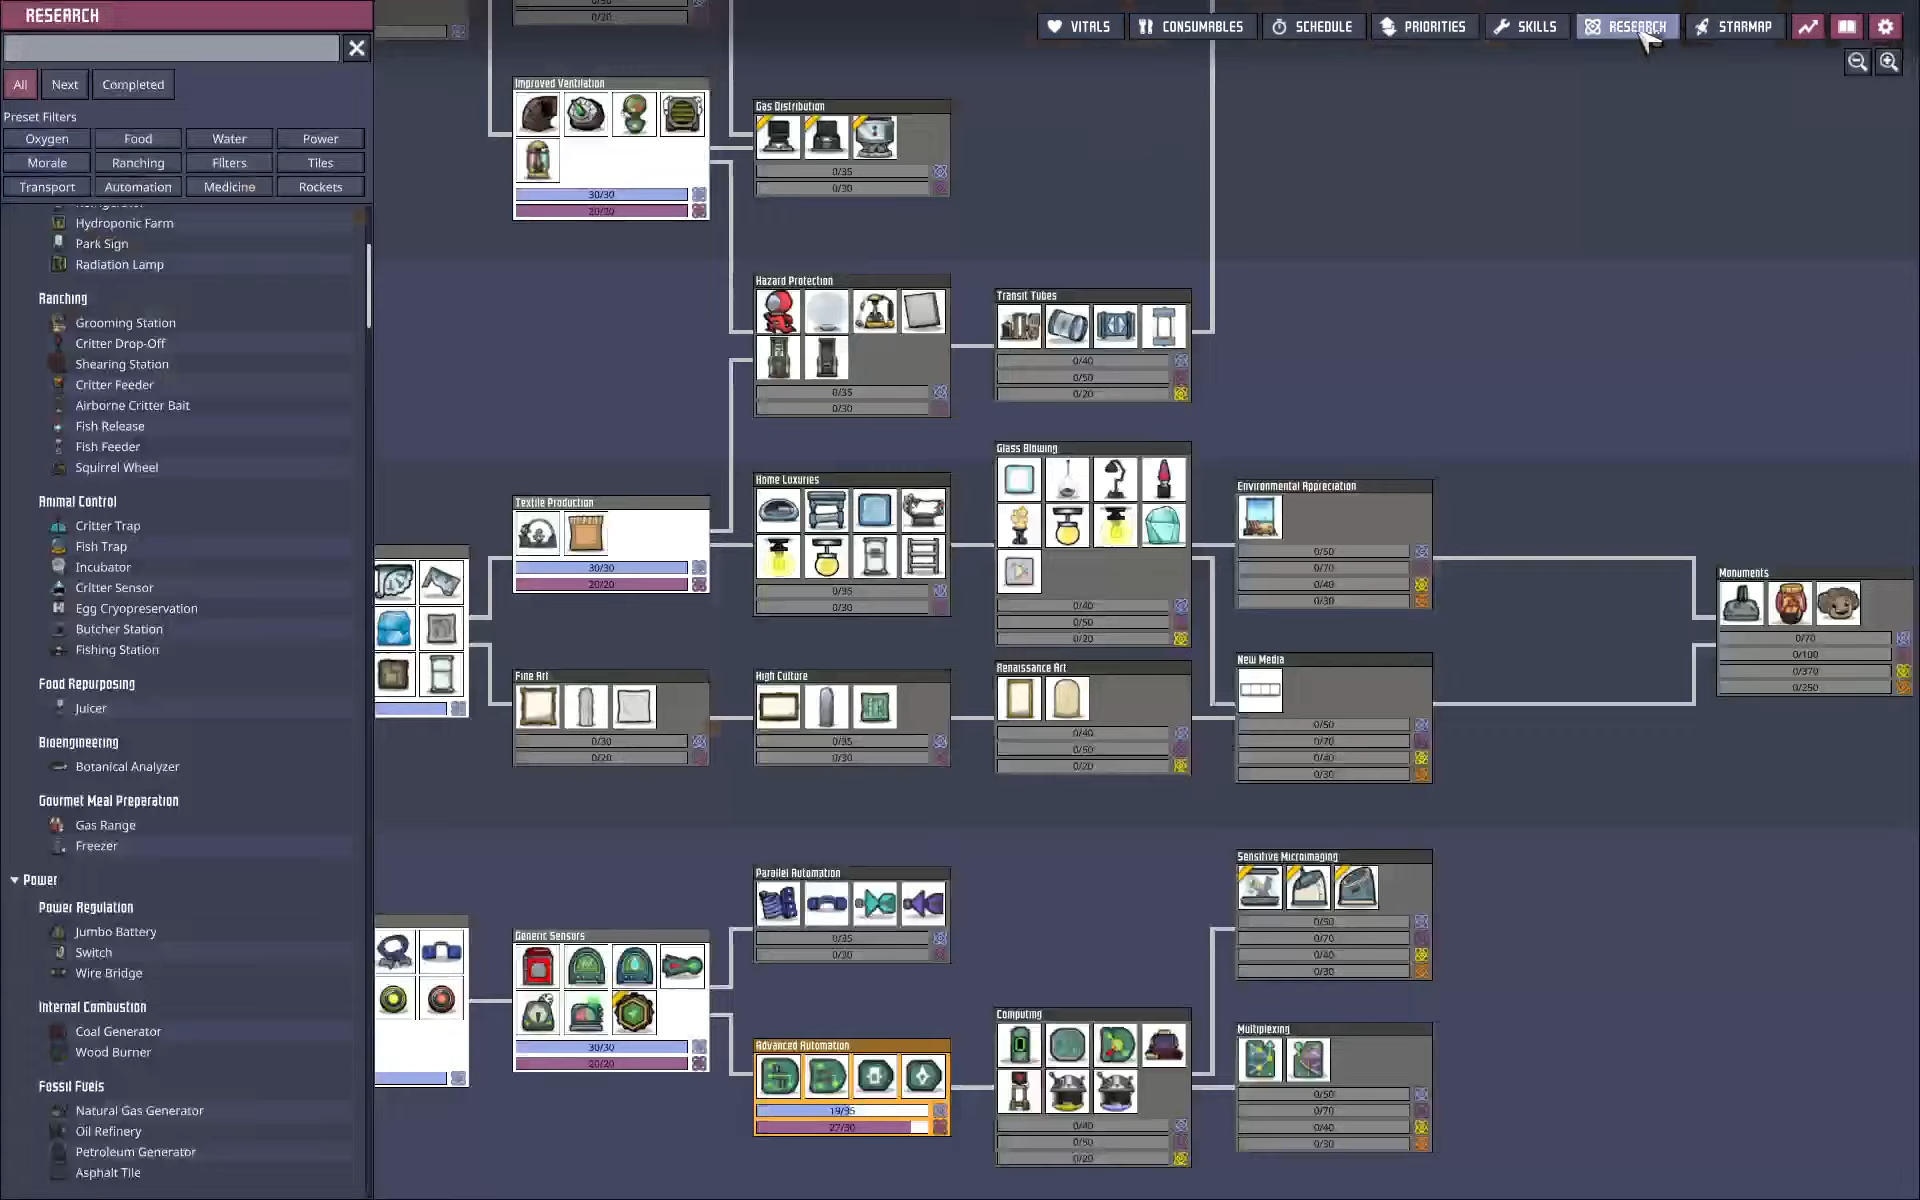 RESEARCH
VITALS
CONSUMABLES
SCHEDULE
PRIORITIES
SKILLS
RESEARCH
STARMAP
All
Next
Completed
Preset Filters
Oxygen
Food
Water
Power
Morale
Ranching
Filters
Tiles
Transport
Automation
Medicine
Rockets
Refrigerator
Hydroponic Farm
Park Sign
Radiation Lamp
Ranching
Grooming Station
Critter Drop-Off
Shearing Station
Critter Feeder
Airborne Critter Bait
Fish Release
Fish Feeder
Squirrel Wheel
Animal Control
Critter Trap
Fish Trap
Incubator
Critter Sensor
Egg Cryopreservation
Butcher Station
Fishing Station
Food Repurposing
Juicer
Bioengineering
Botanical Analyzer
Gourmet Meal Preparation
Gas Range
Freezer
Power
Power Regulation
Jumbo Battery
Switch
Wire Bridge
Internal Combustion
Coal Generator
Wood Burner
Fossil Fuels
Natural Gas Generator
Oil Refinery
Petroleum Generator
Asphalt Tile
0/20
Improved Ventilation
30/30
20/20
Gas Distribution
0/35
0/30
Hazard Protection
0/35
0/30
Transit Tubes
0/40
0/50
0/20
Textile Production
30/30
20/20
Home Luxuries
0/35
0/30
Glass Blowing
0/40
0/50
0/20
Environmental Appreciation
0/50
0/70
0/40
0/30
Monuments
0/70
0/100
0/370
0/250
Fine Art
0/30
0/20
High Culture
0/35
0/30
Renaissance Art
0/40
0/50
0/20
New Media
0/50
0/70
0/40
0/30
Parallel Automation
0/35
0/30
Sensitive Microimaging
0/50
0/70
0/40
0/30
Generic Sensors
30/30
20/20
Advanced Automation
19/35
27/30
Computing
0/40
0/50
0/20
Multiplexing
0/50
0/70
0/40
0/30